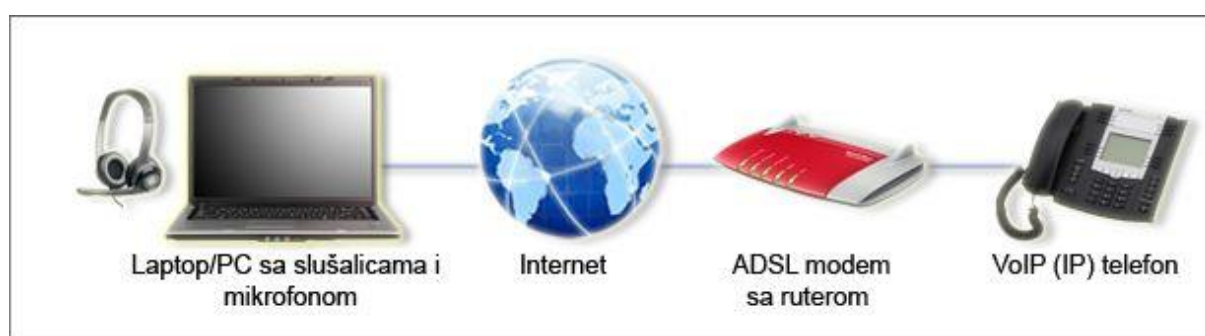 Laptop/PC sa slušalicama i
mikrofonom
Internet
ADSL modem
sa ruterom
VoIP (IP) telefon